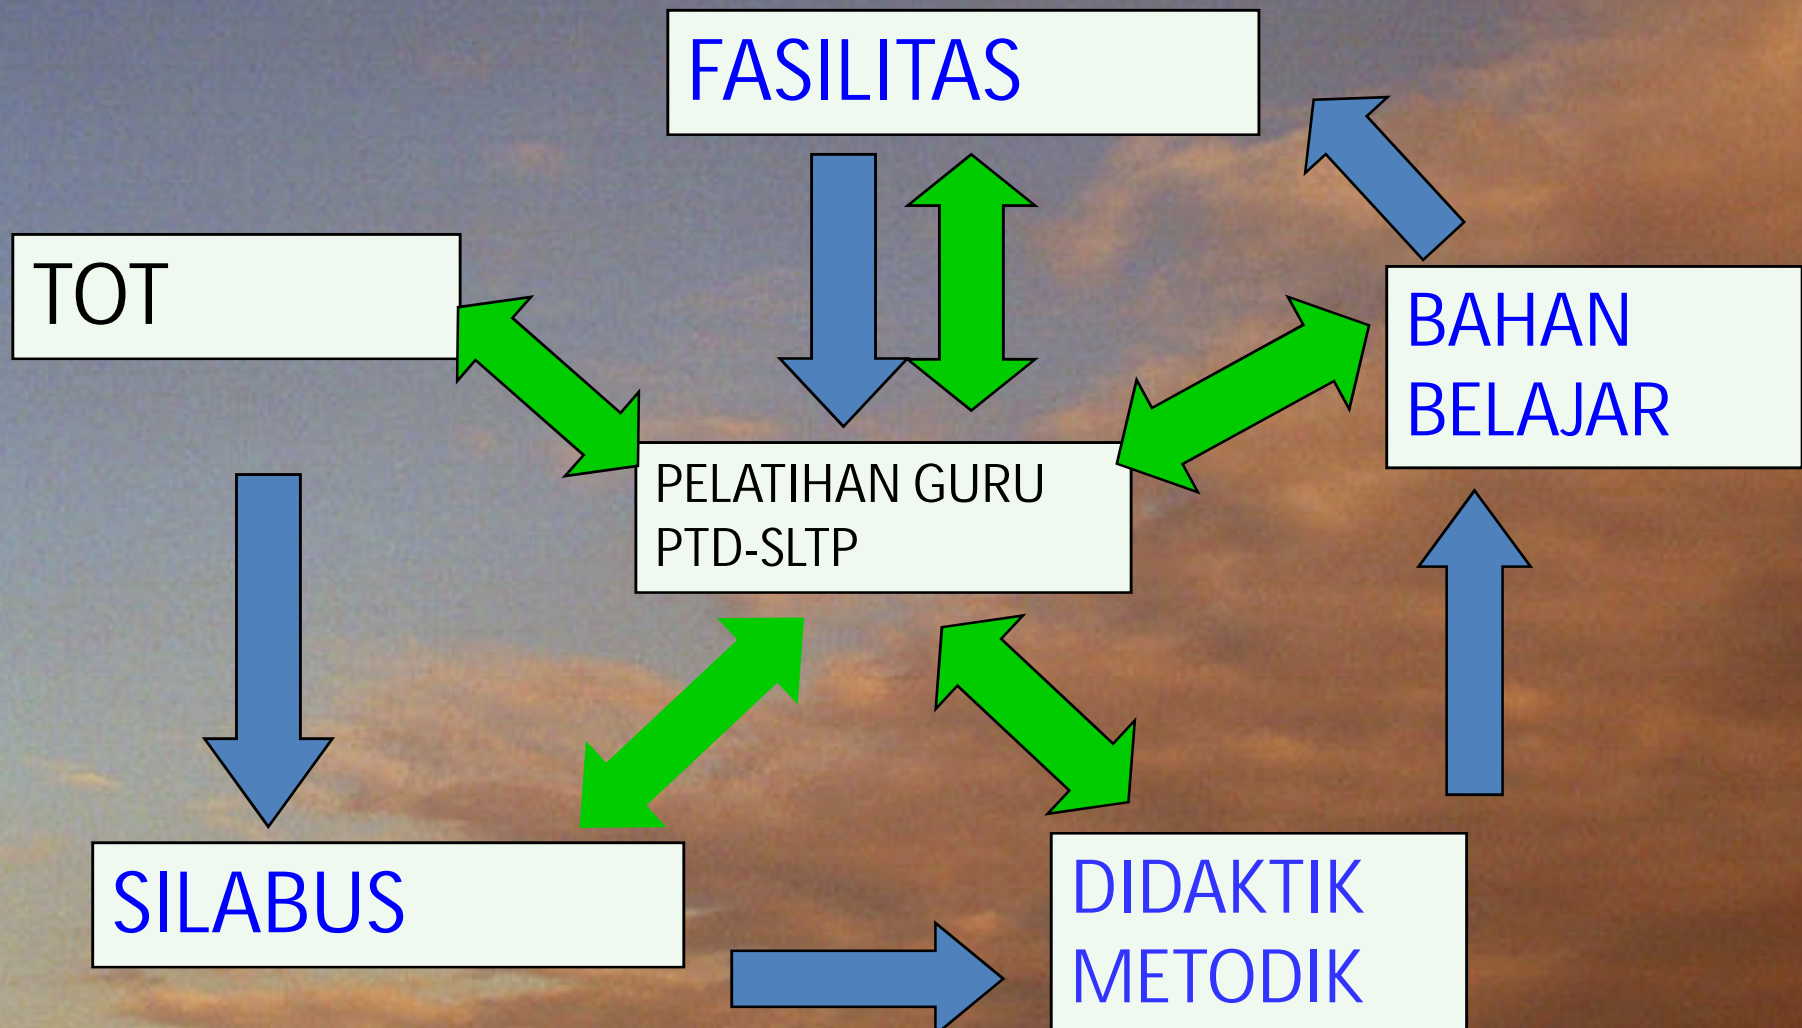 FASILITAS
TOT
BAHAN
BELAJAR
PELATIHAN GURU
PTD-SLTP
SILABUS
DIDAKTIK
METODIK